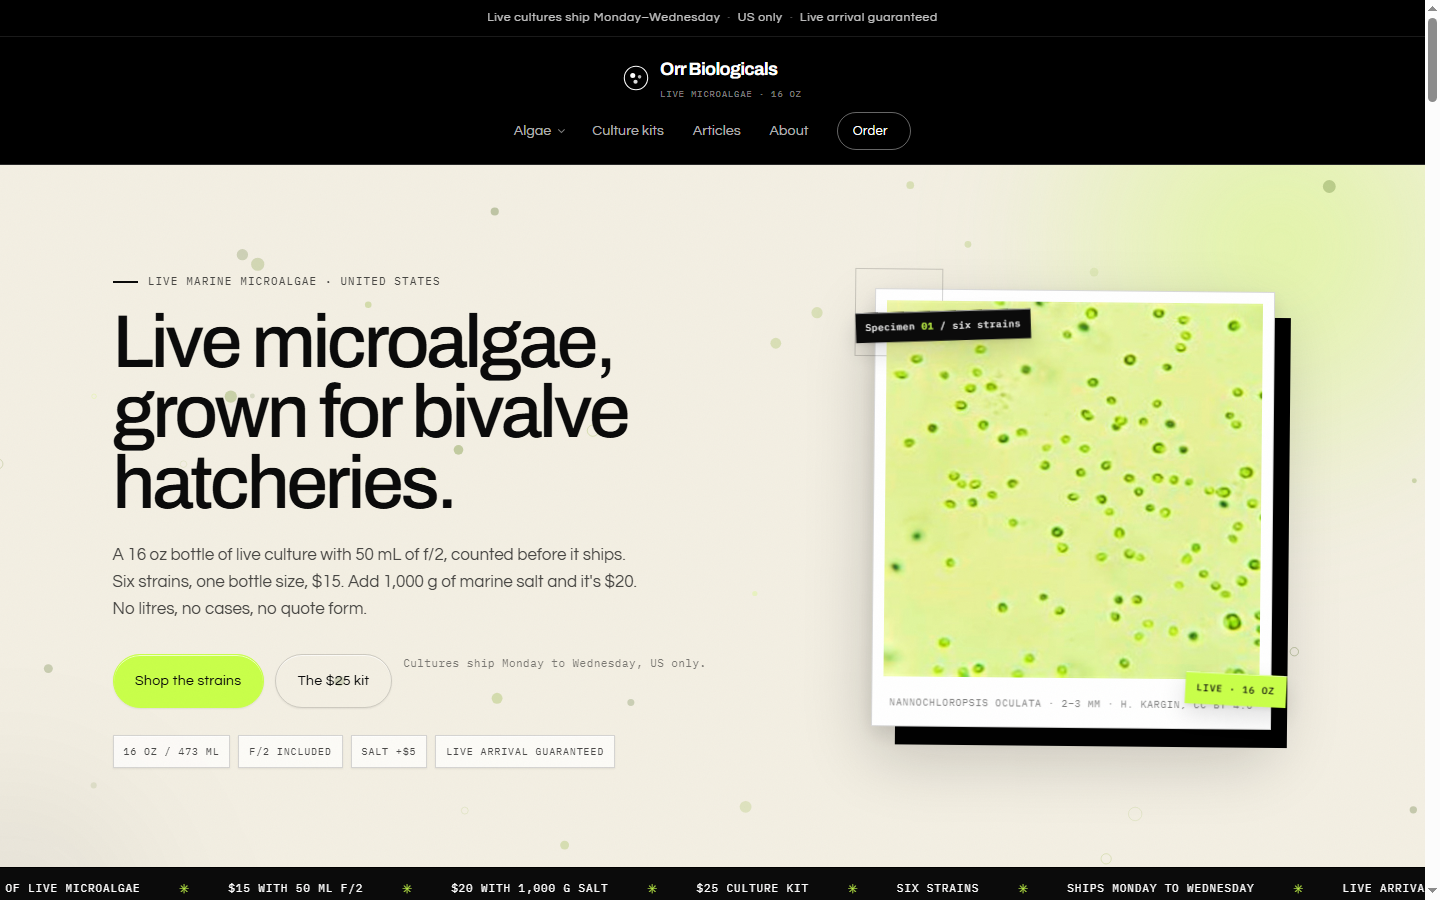 Live cultures ship Monday–Wednesday · US only · Live arrival guaranteed
Orr Biologicals
LIVE MICROALGAE · 16 OZ
Algae Culture kits Articles About Order
LIVE MARINE MICROALGAE · UNITED STATES
Live microalgae,
grown for bivalve
hatcheries.
A 16 oz bottle of live culture with 50 mL of f/2, counted before it ships.
Six strains, one bottle size, $15. Add 1,000 g of marine salt and it's $20.
No litres, no cases, no quote form.
Shop the strains The $25 kit Cultures ship Monday to Wednesday, US only.
16 OZ / 473 ML F/2 INCLUDED SALT +$5 LIVE ARRIVAL GUARANTEED
Specimen 01 / six strains
LIVE · 16 OZ
NANNOCHLOROPSIS OCULATA · 2–3 MM · H. KARGIN,
OF LIVE MICROALGAE $15 WITH 50 ML F/2 $20 WITH 1,000 G SALT $25 CULTURE KIT SIX STRAINS SHIPS MONDAY TO WEDNESDAY LIVE ARRIVA